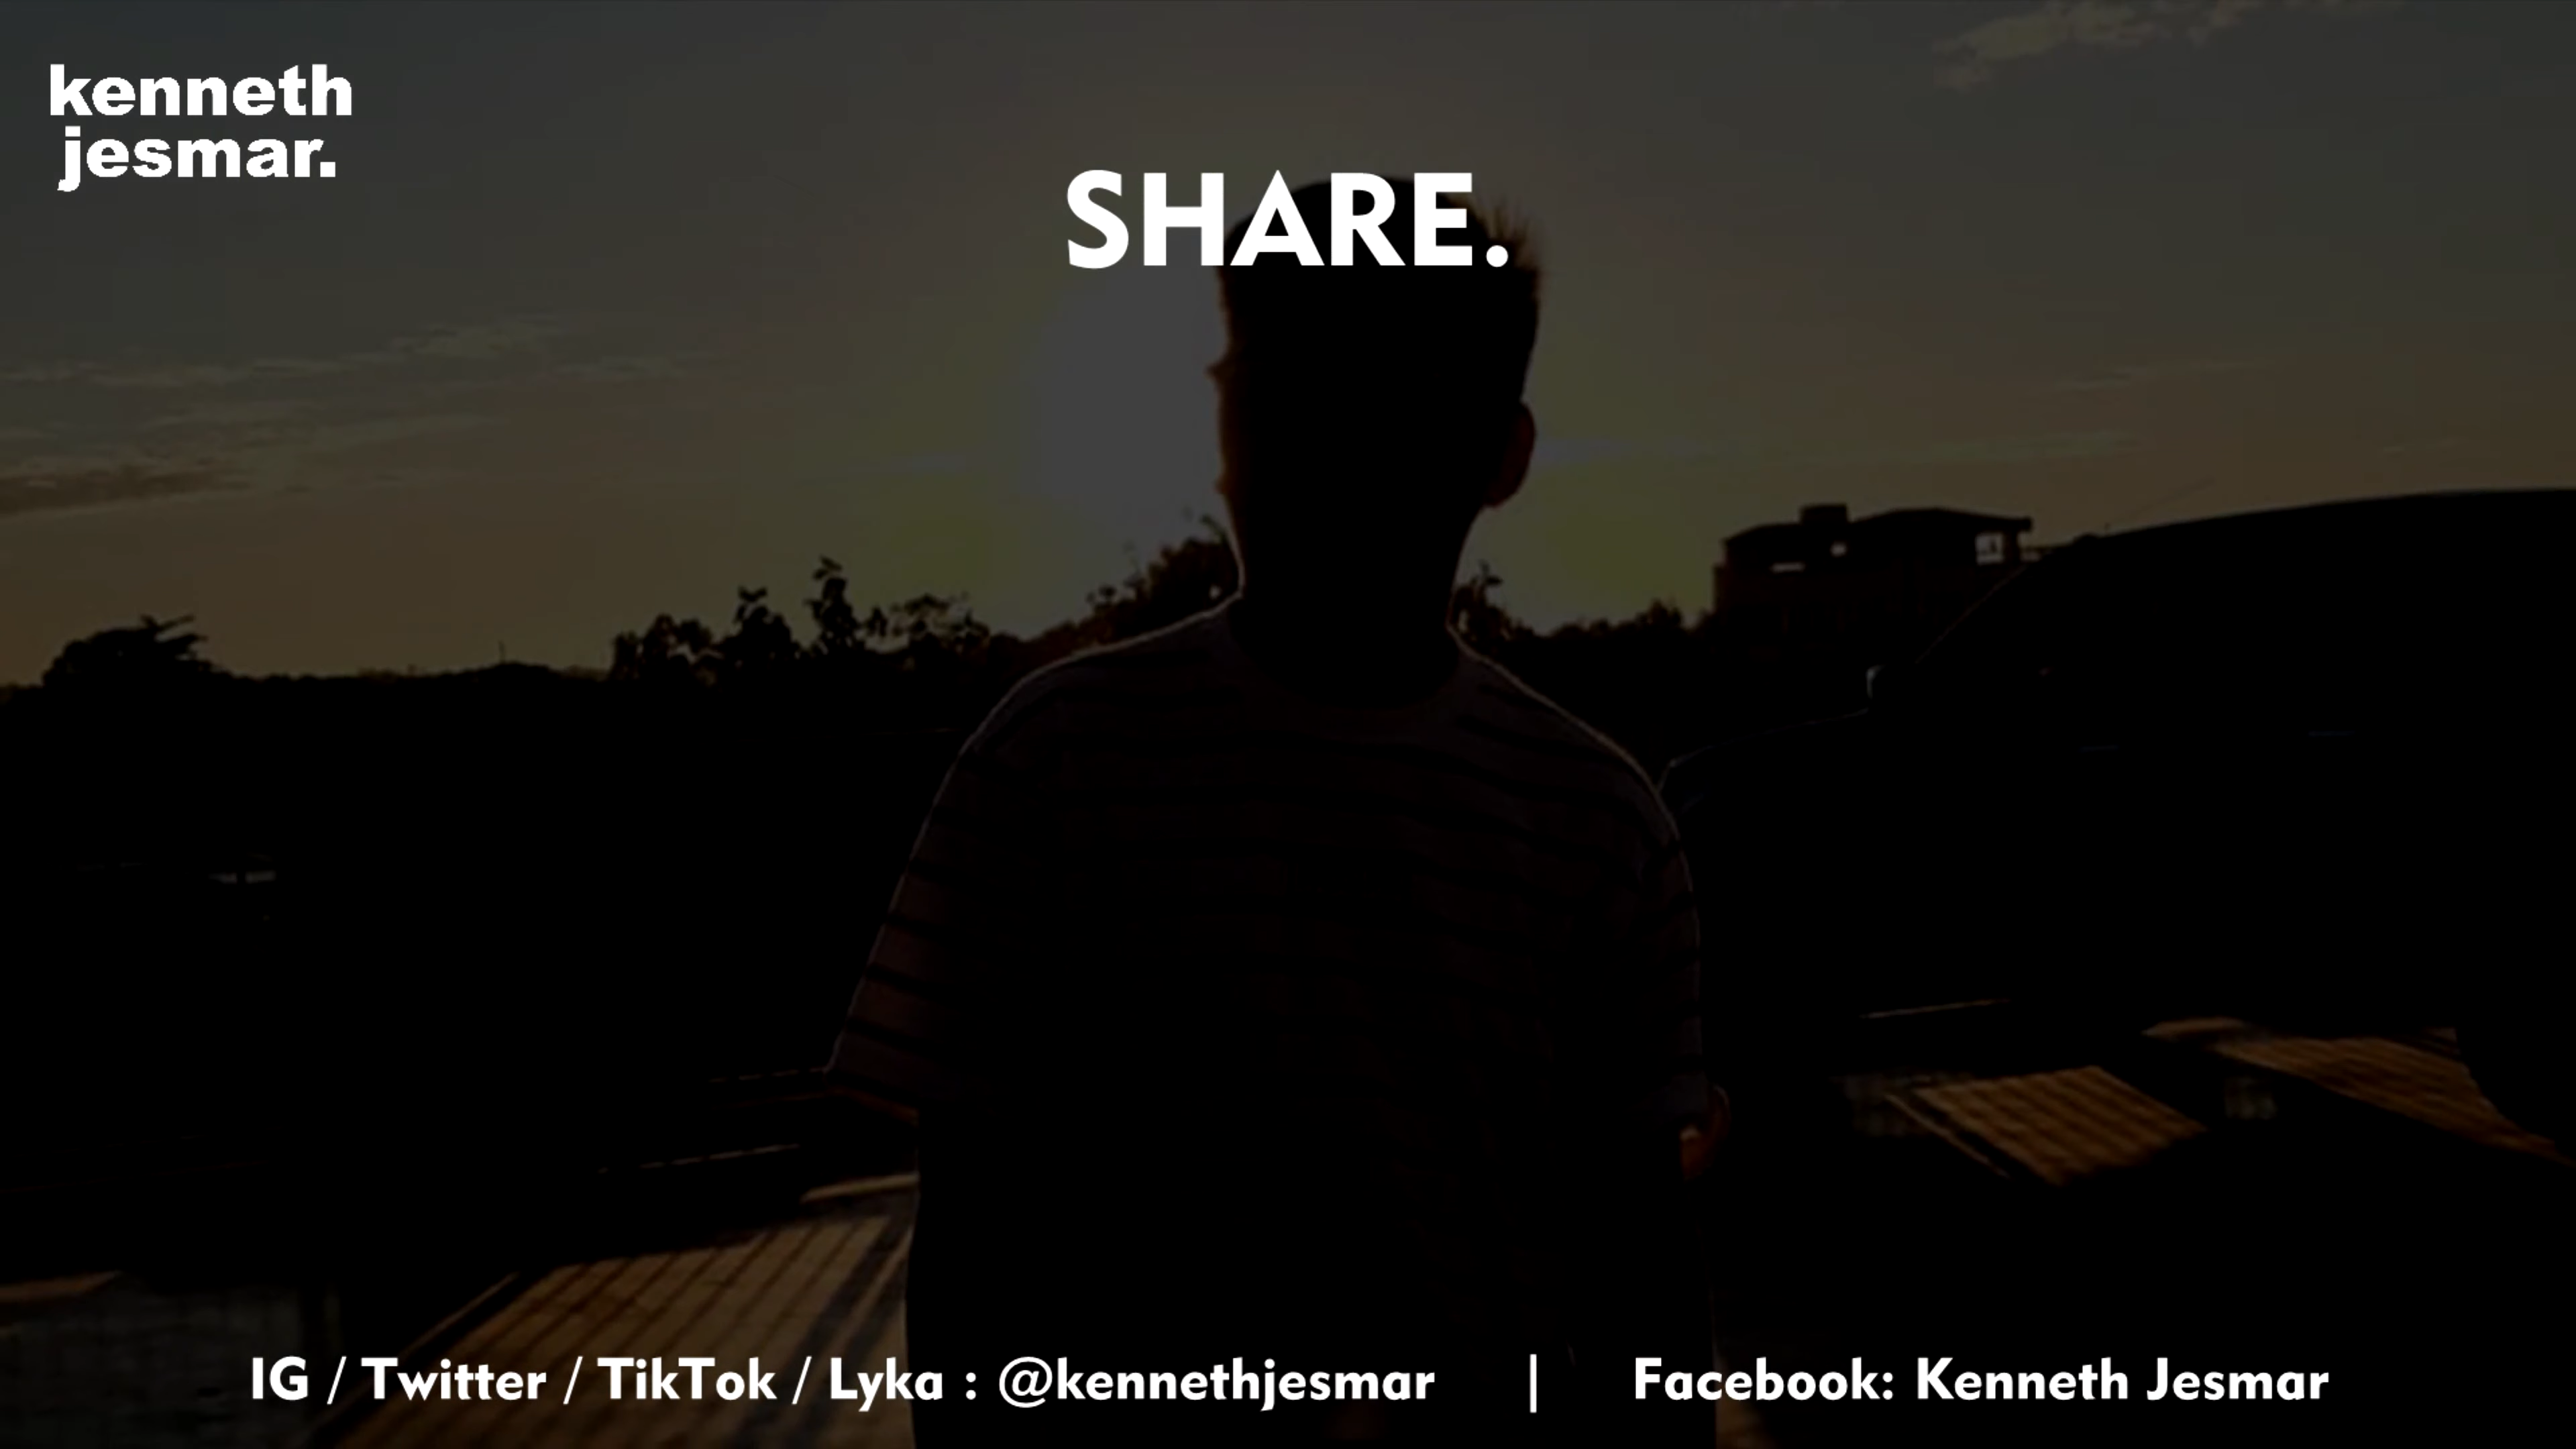 kenneth
jesmar.
SHARE.
IG / Twitter / TikTok / Lyka : @kennethjesmar | Facebook: Kenneth Jesmar